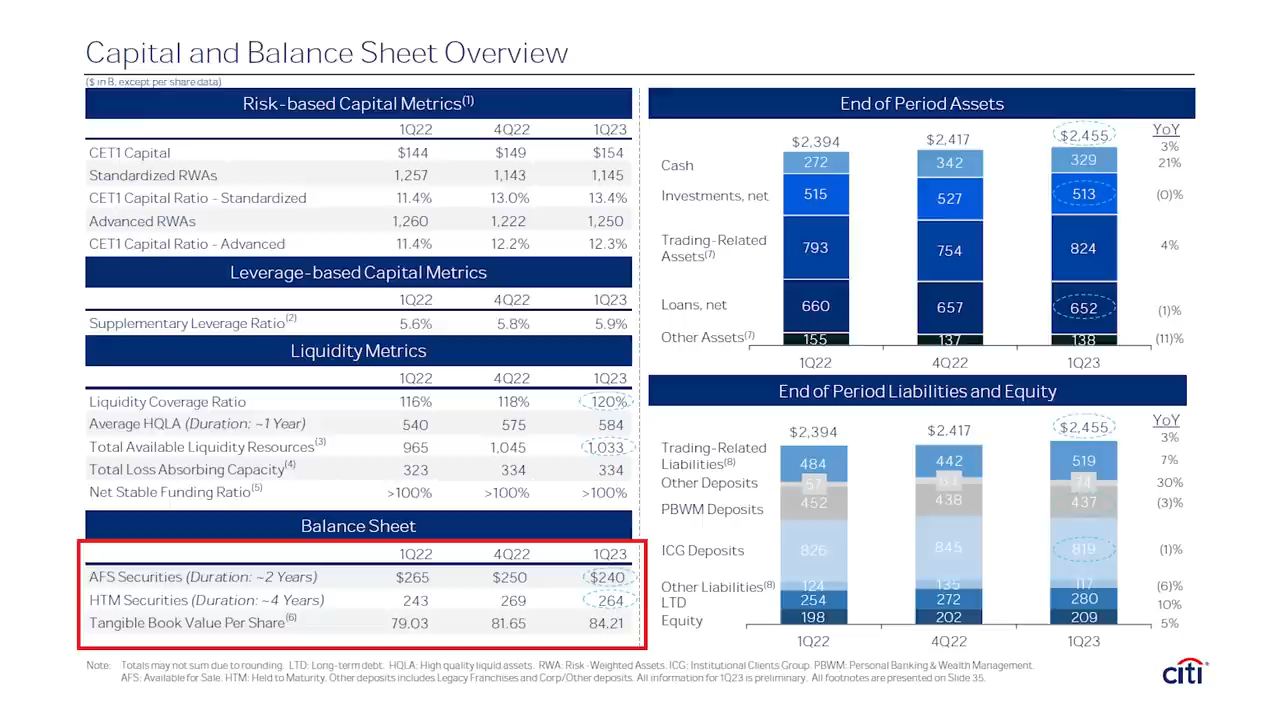 Capital and Balance Sheet Overview
($ in B, except per share data)
Risk-based Capital Metrics(1)
1Q22 4Q22 1Q23
CET1 Capital $144 $149 $154
Standardized RWAs 1,257 1,143 1,145
CET1 Capital Ratio - Standardized 11.4% 13.0% 13.4%
Advanced RWAs 1,260 1,222 1,250
CET1 Capital Ratio - Advanced 11.4% 12.2% 12.3%
Leverage-based Capital Metrics
1Q22 4Q22 1Q23
Supplementary Leverage Ratio(2) 5.6% 5.8% 5.9%
Liquidity Metrics
1Q22 4Q22 1Q23
Liquidity Coverage Ratio 116% 118% 120%
Average HQLA (Duration: ~1 Year) 540 575 584
Total Available Liquidity Resources(3) 965 1,045 1,033
Total Loss Absorbing Capacity(4) 323 334 334
Net Stable Funding Ratio(5) >100% >100% >100%
Balance Sheet
1Q22 4Q22 1Q23
AFS Securities (Duration: ~2 Years) $265 $250 $240
HTM Securities (Duration: ~4 Years) 243 269 264
Tangible Book Value Per Share(6) 79.03 81.65 84.21
End of Period Assets
YoY
$2,394 $2,417 $2,455 3%
Cash 272 342 329 21%
Investments, net 515 527 513 (0)%
Trading-Related
Assets(7) 793 754 824 4%
Loans, net 660 657 652 (1)%
Other Assets(7) 155 137 138 (11)%
1Q22 4Q22 1Q23
End of Period Liabilities and Equity
YoY
$2,394 $2.417 $2,455 3%
Trading-Related
Liabilities(8) 484 442 519 7%
Other Deposits 57 74 30%
PBWM Deposits 452 438 437 (3)%
ICG Deposits 826 845 819 (1)%
Other Liabilities(8) 124 135 117 (6)%
LTD 254 272 280 10%
Equity 198 202 209 5%
1Q22 4Q22 1Q23
Note: Totals may not sum due to rounding. LTD: Long-term debt. HQLA: High quality liquid assets. RWA: Risk-Weighted Assets. ICG: Institutional Clients Group. PBWM: Personal Banking & Wealth Management.
AFS: Available for Sale. HTM: Held to Maturity. Other deposits includes Legacy Franchises and Corp/Other deposits. All information for 1Q23 is preliminary. All footnotes are presented on Slide 35.
citi